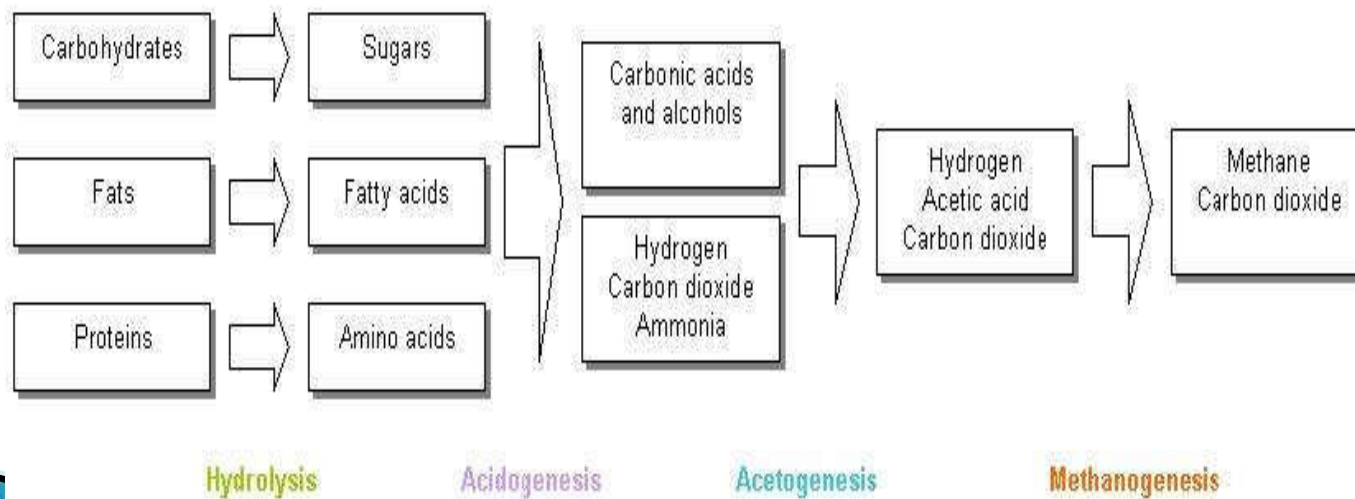 Carbohydrates
Sugars
Fats
Fatty acids
Proteins
Amino acids
Carbonic acids
and alcohols
Hydrogen
Carbon dioxide
Ammonia
Hydrogen
Acetic acid
Carbon dioxide
Methane
Carbon dioxide
Hydrolysis
Acidogenesis
Acetogenesis
Methanogenesis